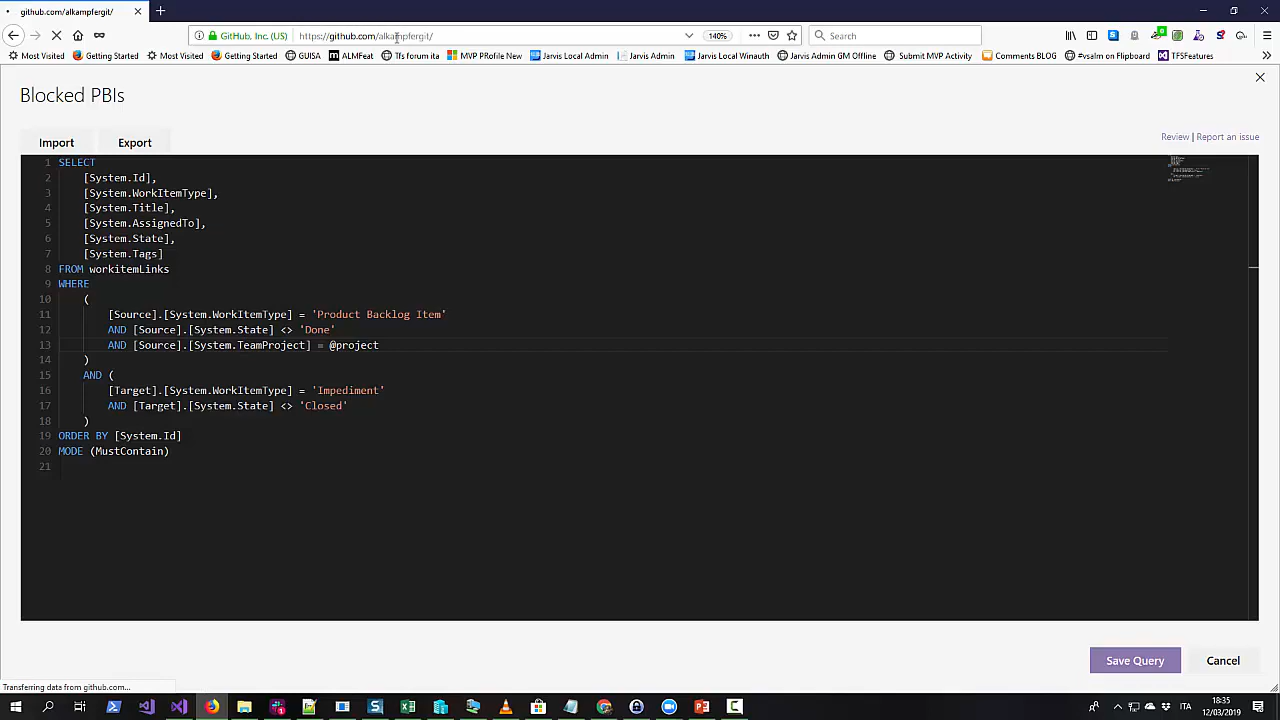 github.com/alkampfergit/
GitHub, Inc. (US)
https://github.com/alkampfergit/
140%
Search
Most Visited
Getting Started
Most Visited
Getting Started
GUISA
ALMFeat
Tfs forum ita
MVP PRofile New
Jarvis Local Admin
Jarvis Admin
Jarvis Local Winauth
Jarvis Admin GM Offline
Submit MVP Activity
Comments BLOG
#vsalm on Flipboard
TFSFeatures
Blocked PBIs
Import
Export
Review | Report an issue
1 SELECT
2 [System.Id],
3 [System.WorkItemType],
4 [System.Title],
5 [System.AssignedTo],
6 [System.State],
7 [System.Tags]
8 FROM workitemLinks
9 WHERE
10 (
11 [Source].[System.WorkItemType] = 'Product Backlog Item'
12 AND [Source].[System.State] <> 'Done'
13 AND [Source].[System.TeamProject] = @project
14 )
15 AND (
16 [Target].[System.WorkItemType] = 'Impediment'
17 AND [Target].[System.State] <> 'Closed'
18 )
19 ORDER BY [System.Id]
20 MODE (MustContain)
21
Save Query
Cancel
Transferring data from github.com...
ITA
18:35
12/03/2019